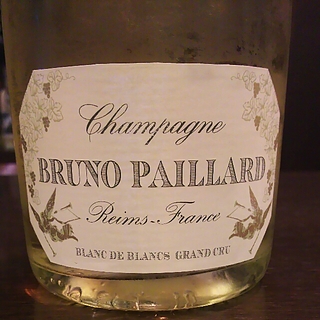 Champagne
BRUNO PAILLARD
Reims-France
BLANC DE BLANCS GRAND CRU